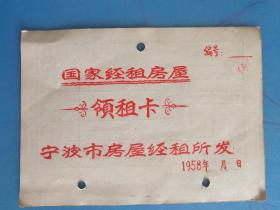 编号:
国家经租房屋
領租卡
宁波市房屋经租所发
1958年 月 日